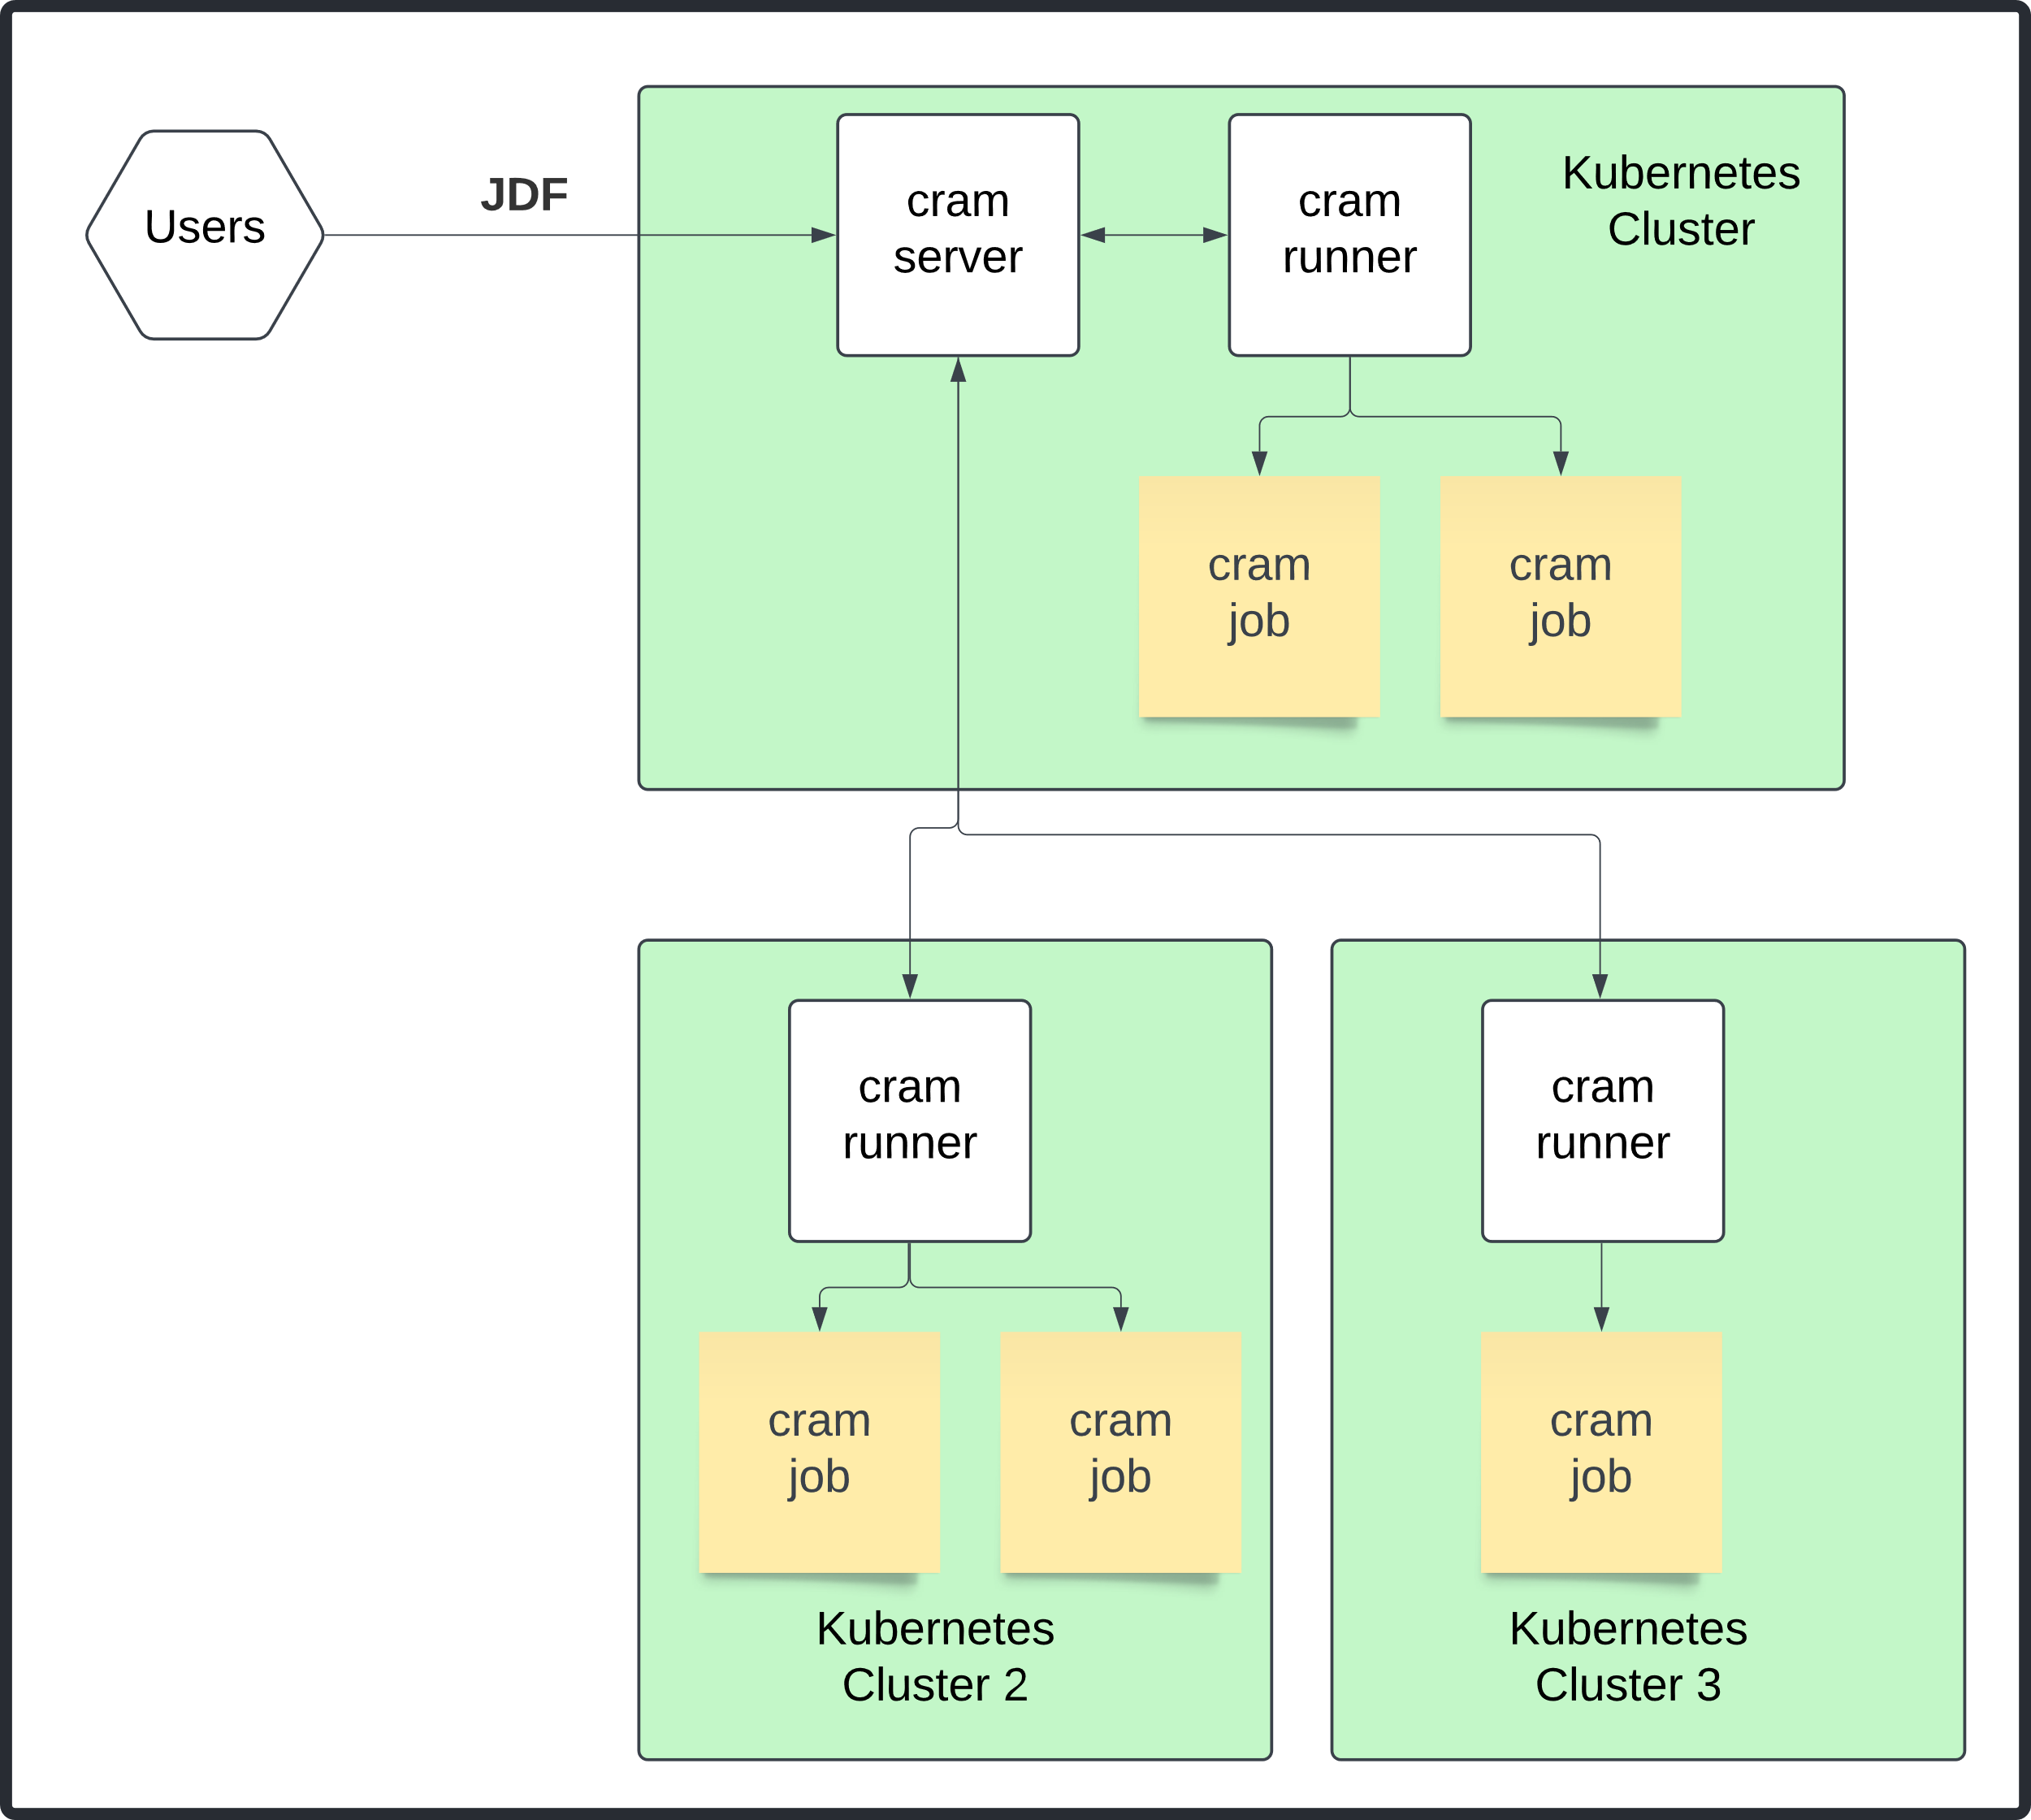 Users
JDF
cram
server
cram
runner
Kubernetes
Cluster
cram
job
cram
job
cram
runner
cram
runner
cram
job
cram
job
cram
job
Kubernetes
Cluster 2
Kubernetes
Cluster 3